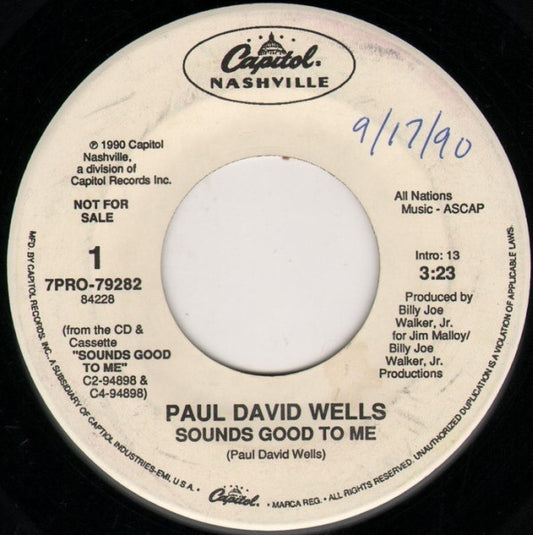 Capitol.
NASHVILLE
9/17/90
℗ 1990 Capitol
Nashville,
a division of
Capitol Records Inc.
NOT FOR
SALE
1
7PRO-79282
84228
(from the CD &
Cassette
"SOUNDS GOOD
TO ME"
C2-94898 &
C4-94898)
All Nations
Music - ASCAP
Intro: 13
3:23
Produced by
Billy Joe
Walker, Jr.
for Jim Malloy/
Billy Joe
Walker, Jr.
Productions
PAUL DAVID WELLS
SOUNDS GOOD TO ME
(Paul David Wells)
MFD. BY CAPITOL RECORDS, INC. A SUBSIDIARY OF CAPTIOL INDUSTRIES-EMI, U.S.A. • Capitol. • MARCA REG. • ALL RIGHTS RESERVED. UNAUTHORIZED DUPLICATION IS A VIOLATION OF APPLICABLE LAWS.